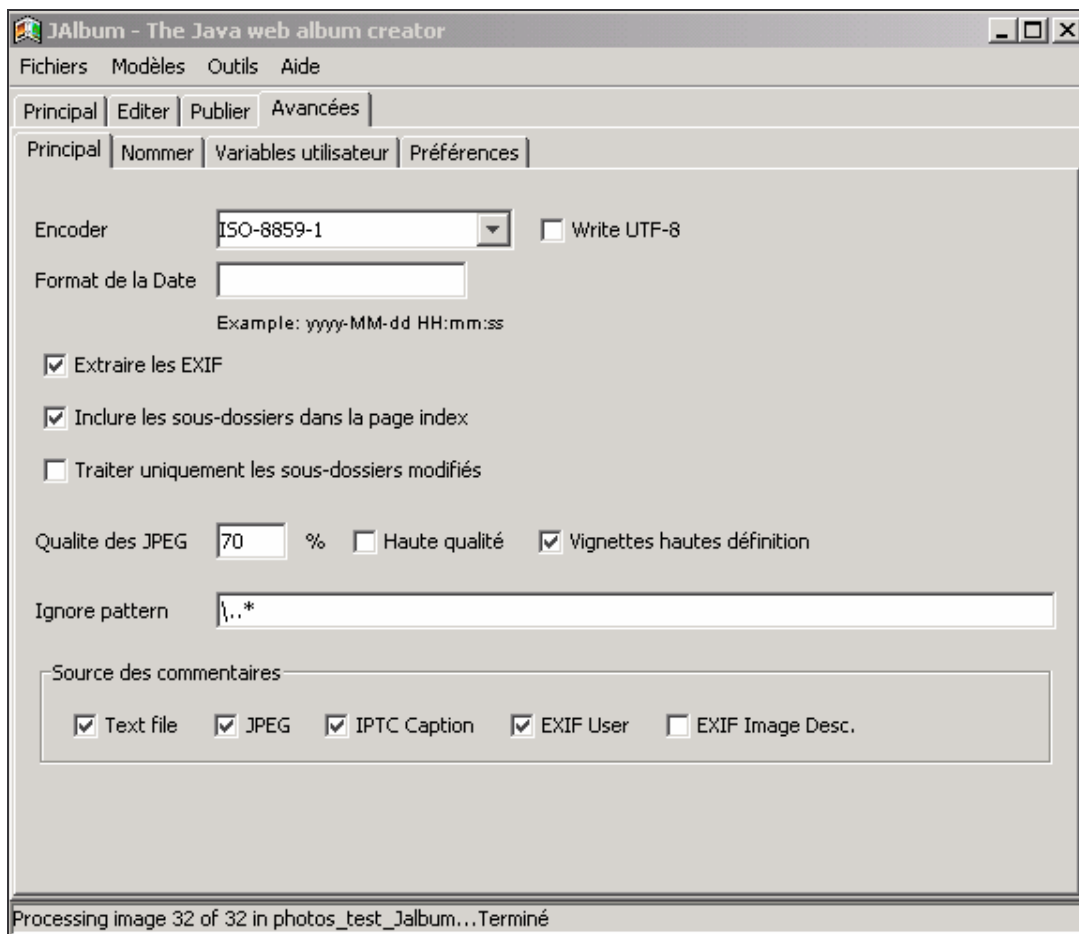 JAlbum - The Java web album creator
Fichiers Modèles Outils Aide
Principal Editer Publier Avancées
Principal Nommer Variables utilisateur Préférences
Encoder ISO-8859-1 Write UTF-8
Format de la Date
Example: yyyy-MM-dd HH:mm:ss
Extraire les EXIF
Inclure les sous-dossiers dans la page index
Traiter uniquement les sous-dossiers modifiés
Qualite des JPEG 70 % Haute qualité Vignettes hautes définition
Ignore pattern \..*
Source des commentaires
Text file JPEG IPTC Caption EXIF User EXIF Image Desc.
Processing image 32 of 32 in photos_test_Jalbum...Terminé